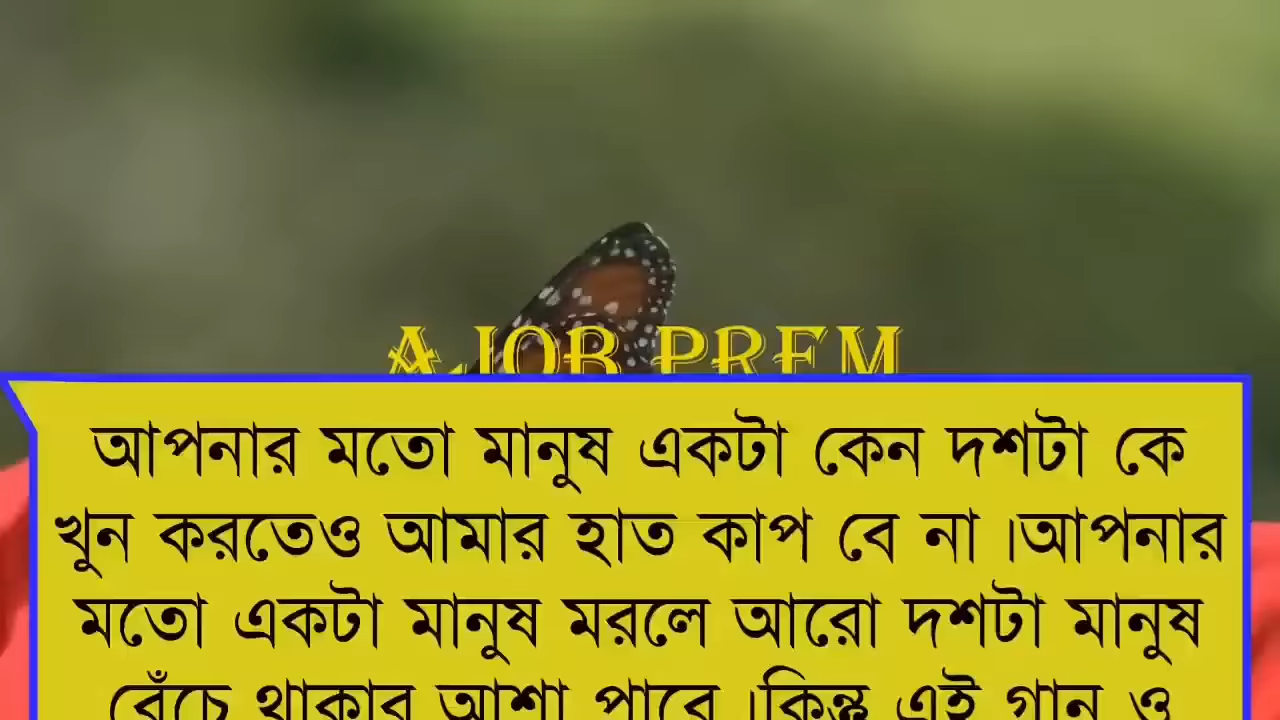 AJOB PREM
আপনার মতো মানুষ একটা কেন দশটা কে
খুন করতেও আমার হাত কাপ বে না ।আপনার
মতো একটা মানুষ মরলে আরো দশটা মানুষ
বেঁচে থাকার আশা পাবে ।কিন্তু এই গান ও